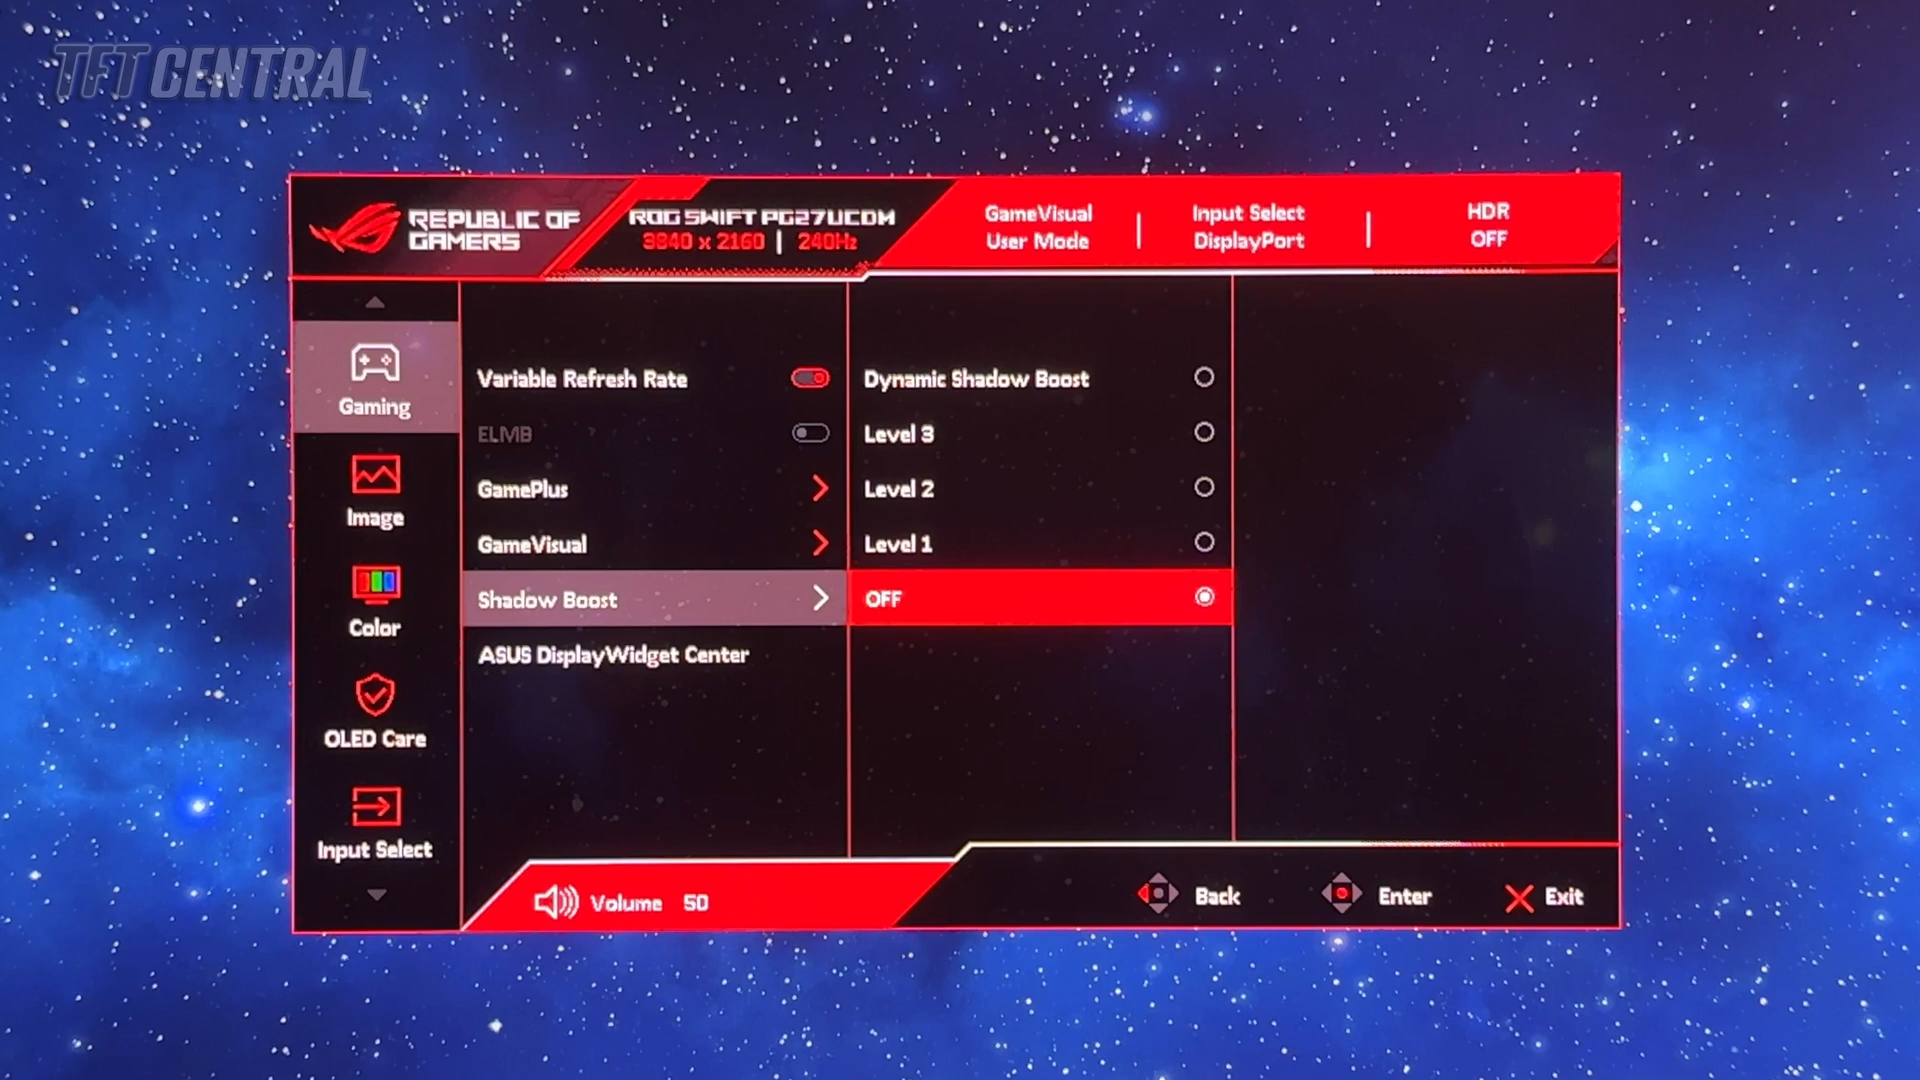 TFTCENTRAL
REPUBLIC OF
GAMERS
ROG SWIFT PG27UCDM
3840 x 2160 | 240Hz
GameVisual
User Mode
Input Select
DisplayPort
HDR
OFF
Gaming
Image
Color
OLED Care
Input Select
Variable Refresh Rate
ELMB
GamePlus
GameVisual
Shadow Boost
ASUS DisplayWidget Center
Dynamic Shadow Boost
Level 3
Level 2
Level 1
OFF
Volume 50
Back
Enter
Exit